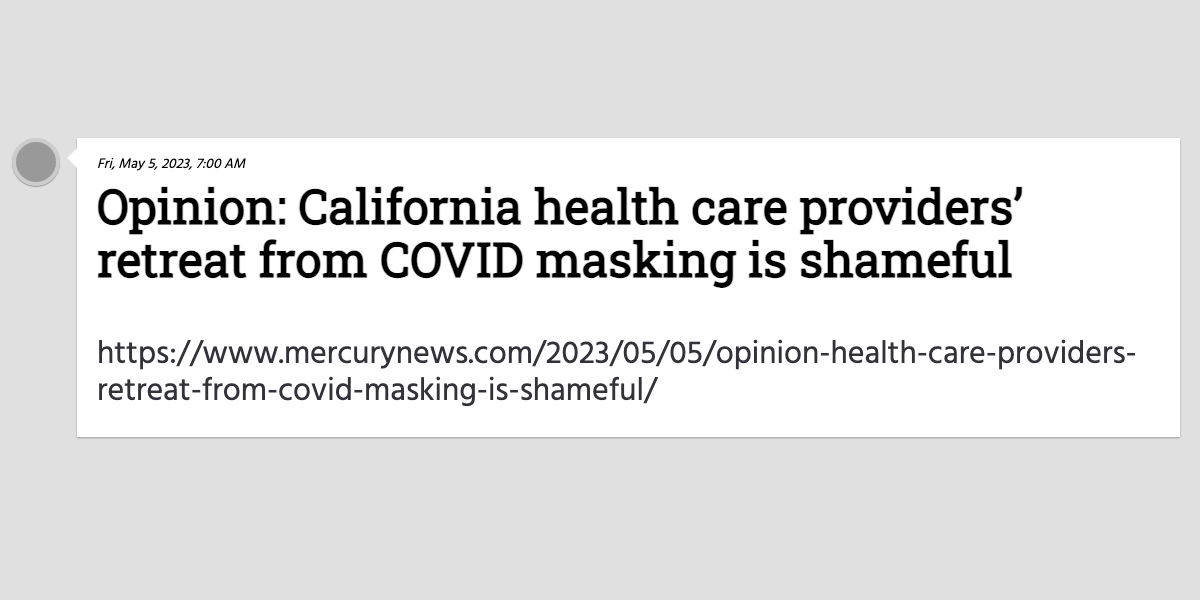 Fri, May 5, 2023, 7:00 AM
Opinion: California health care providers’
retreat from COVID masking is shameful
https://www.mercurynews.com/2023/05/05/opinion-health-care-providers-
retreat-from-covid-masking-is-shameful/